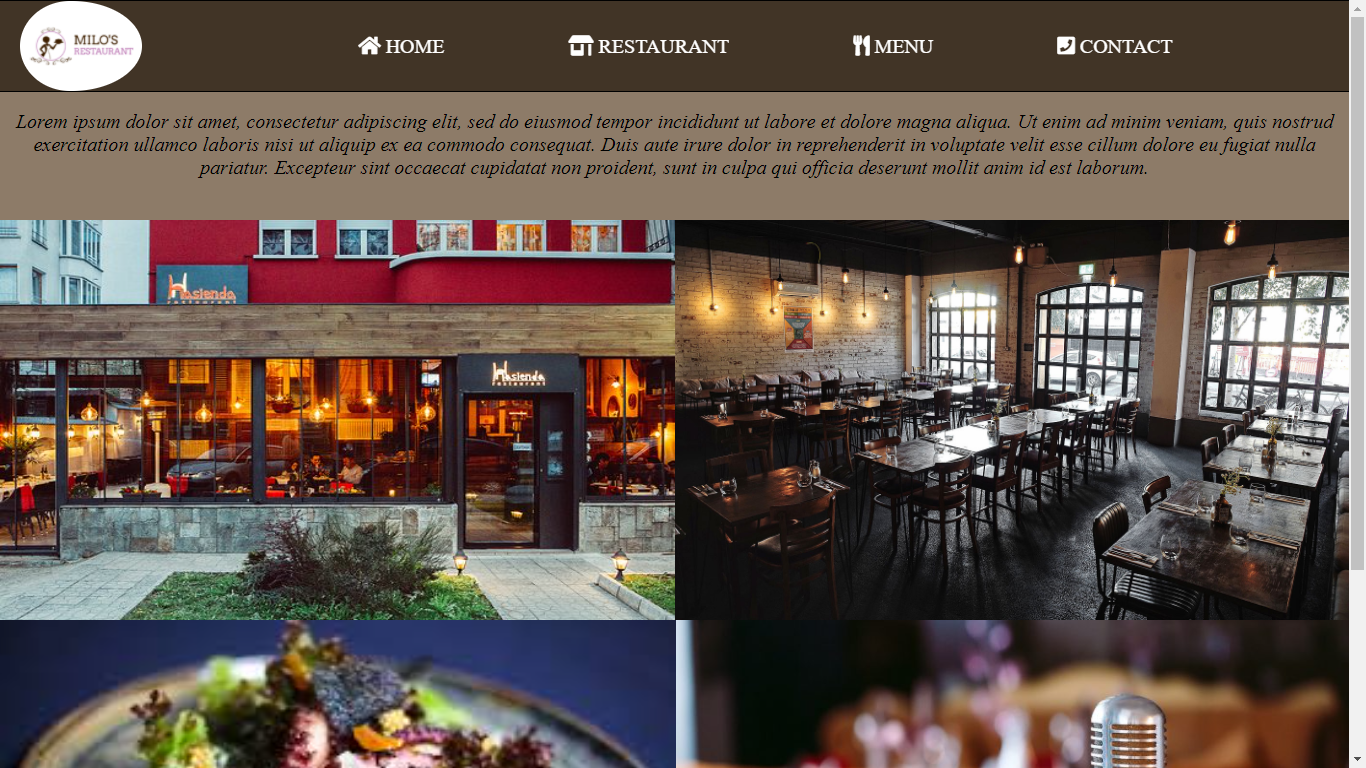 MILO'S
RESTAURANT
HOME
RESTAURANT
MENU
CONTACT
Lorem ipsum dolor sit amet, consectetur adipiscing elit, sed do eiusmod tempor incididunt ut labore et dolore magna aliqua. Ut enim ad minim veniam, quis nostrud
exercitation ullamco laboris nisi ut aliquip ex ea commodo consequat. Duis aute irure dolor in reprehenderit in voluptate velit esse cillum dolore eu fugiat nulla
pariatur. Excepteur sint occaecat cupidatat non proident, sunt in culpa qui officia deserunt mollit anim id est laborum.
Hasienda
restaurant
Hasienda
restaurant